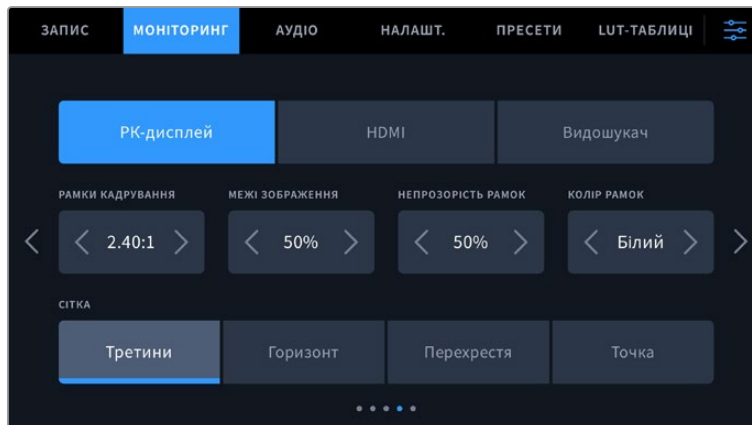 ЗАПИС МОНІТОРИНГ АУДІО НАЛАШТ. ПРЕСЕТИ LUT-ТАБЛИЦІ
РК-дисплей HDMI Видошукач
РАМКИ КАДРУВАННЯ МЕЖІ ЗОБРАЖЕННЯ НЕПРОЗОРІСТЬ РАМОК КОЛІР РАМОК
2.40:1 50% 50% Білий
СІТКА
Третини Горизонт Перехрестя Точка